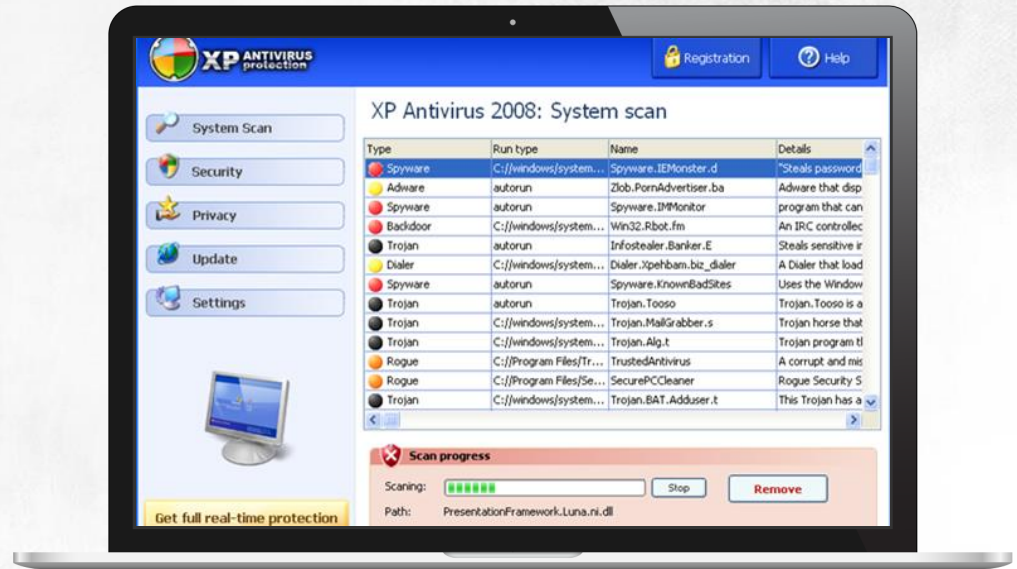 XP ANTIVIRUS
protection
Registration
Help
System Scan
Security
Privacy
Update
Settings
Get full real-time protection
XP Antivirus 2008: System scan
Type Run type Name Details
Spyware C://windows/system... Spyware.IEMonster.d "Steals password
Adware autorun Zlob.PornAdvertiser.ba Adware that disp
Spyware autorun Spyware.IMMonitor program that can
Backdoor C://windows/system... Win32.Rbot.fm An IRC controlled
Trojan autorun Infostealer.Banker.E Steals sensitive ir
Dialer C://windows/system... Dialer.Xpehbam.biz_dialer A Dialer that load
Spyware autorun Spyware.KnownBadSites Uses the Window
Trojan autorun Trojan.Tooso Trojan.Tooso is a
Trojan C://windows/system... Trojan.MailGrabber.s Trojan horse that
Trojan C://windows/system... Trojan.Alg.t Trojan program tl
Rogue C://Program Files/Tr... TrustedAntivirus A corrupt and mis
Rogue C://Program Files/Se... SecurePCCleaner Rogue Security S
Trojan C://windows/system... Trojan.BAT.Adduser.t This Trojan has a
Scan progress
Scaning: Stop Remove
Path: PresentationFramework.Luna.ni.dll